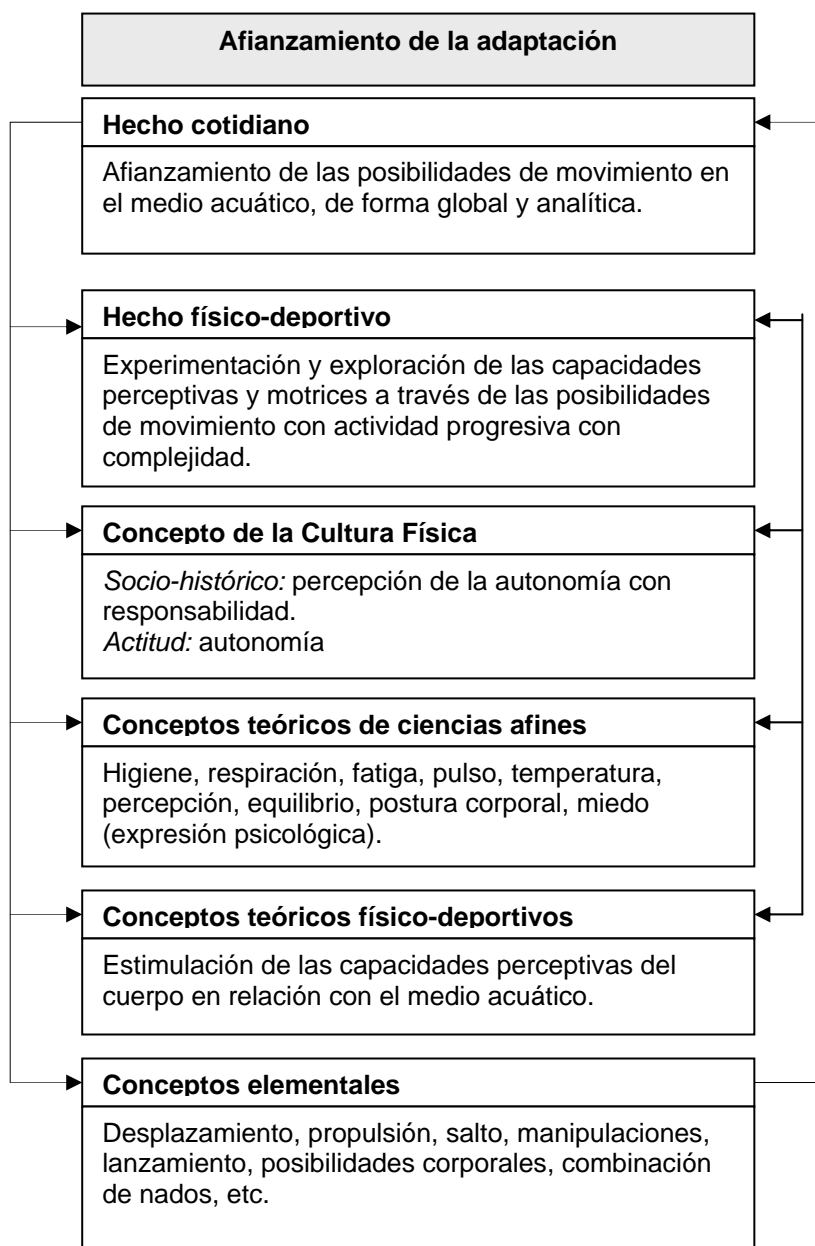 Afianzamiento de la adaptación
Hecho cotidiano
Afianzamiento de las posibilidades de movimiento en
el medio acuático, de forma global y analítica.
Hecho físico-deportivo
Experimentación y exploración de las capacidades
perceptivas y motrices a través de las posibilidades
de movimiento con actividad progresiva con
complejidad.
Concepto de la Cultura Física
Socio-histórico: percepción de la autonomía con
responsabilidad.
Actitud: autonomía
Conceptos teóricos de ciencias afines
Higiene, respiración, fatiga, pulso, temperatura,
percepción, equilibrio, postura corporal, miedo
(expresión psicológica).
Conceptos teóricos físico-deportivos
Estimulación de las capacidades perceptivas del
cuerpo en relación con el medio acuático.
Conceptos elementales
Desplazamiento, propulsión, salto, manipulaciones,
lanzamiento, posibilidades corporales, combinación
de nados, etc.